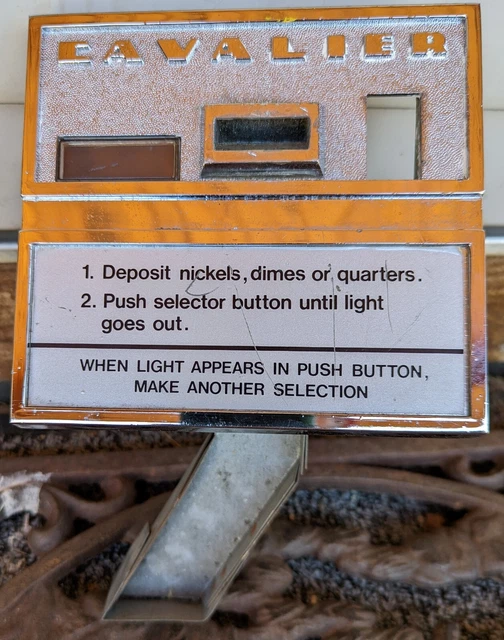 CAVALIER
1. Deposit nickels, dimes or quarters.
2. Push selector button until light
goes out.
WHEN LIGHT APPEARS IN PUSH BUTTON,
MAKE ANOTHER SELECTION